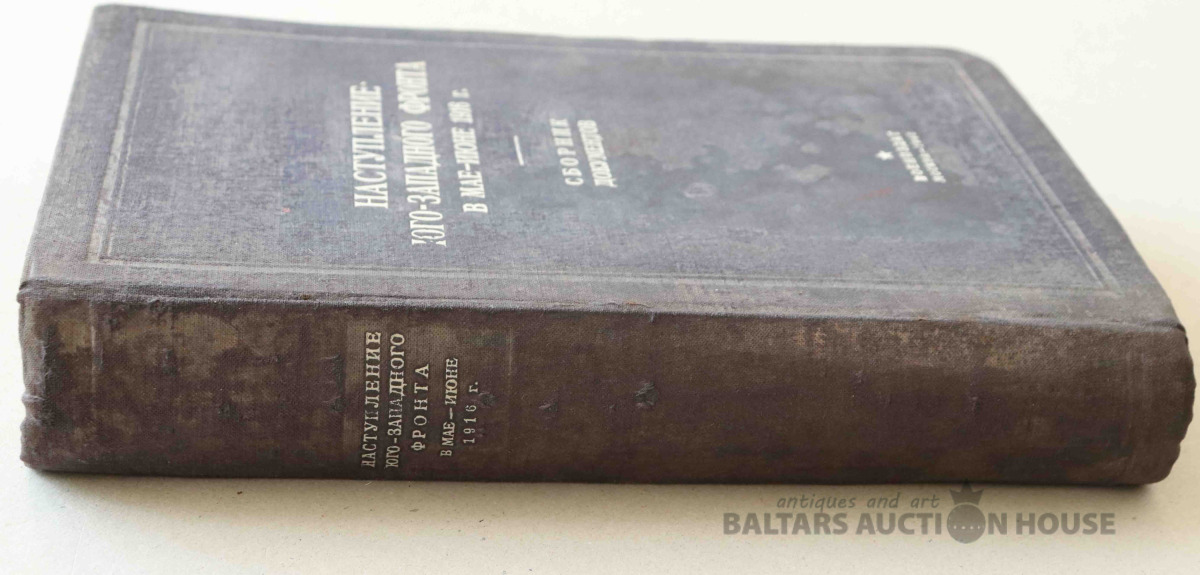 НАСТУПЛЕНИЕ
ЮГО-ЗАПАДНОГО ФРОНТА
В МАЕ-ИЮНЕ 1916 г.
СБОРНИК
ДОКУМЕНТОВ
ВОЕНИЗДАТ
НАСТУПЛЕНИЕ
ЮГО-ЗАПАДНОГО
ФРОНТА
В МАЕ — ИЮНЕ
1916 г.
antiques and art
BALTARS AUCTION HOUSE